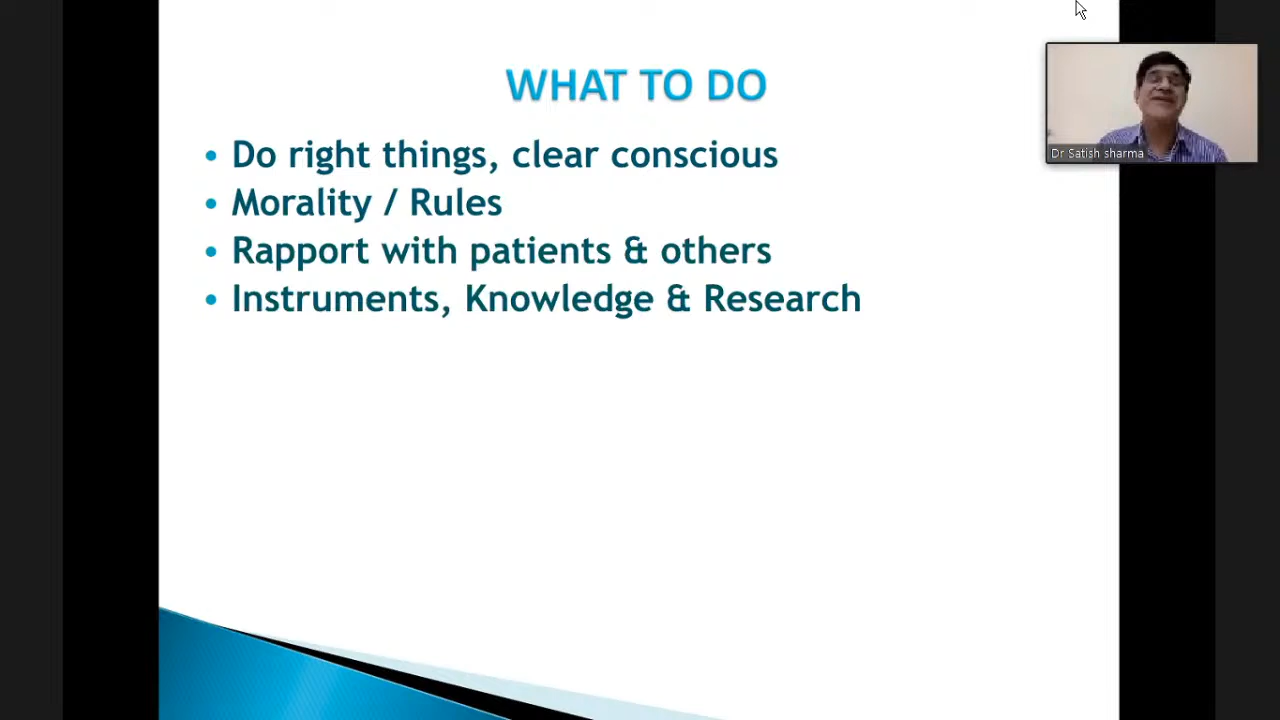 WHAT TO DO
• Do right things, clear conscious
• Morality / Rules
• Rapport with patients & others
• Instruments, Knowledge & Research
Dr Satish sharma